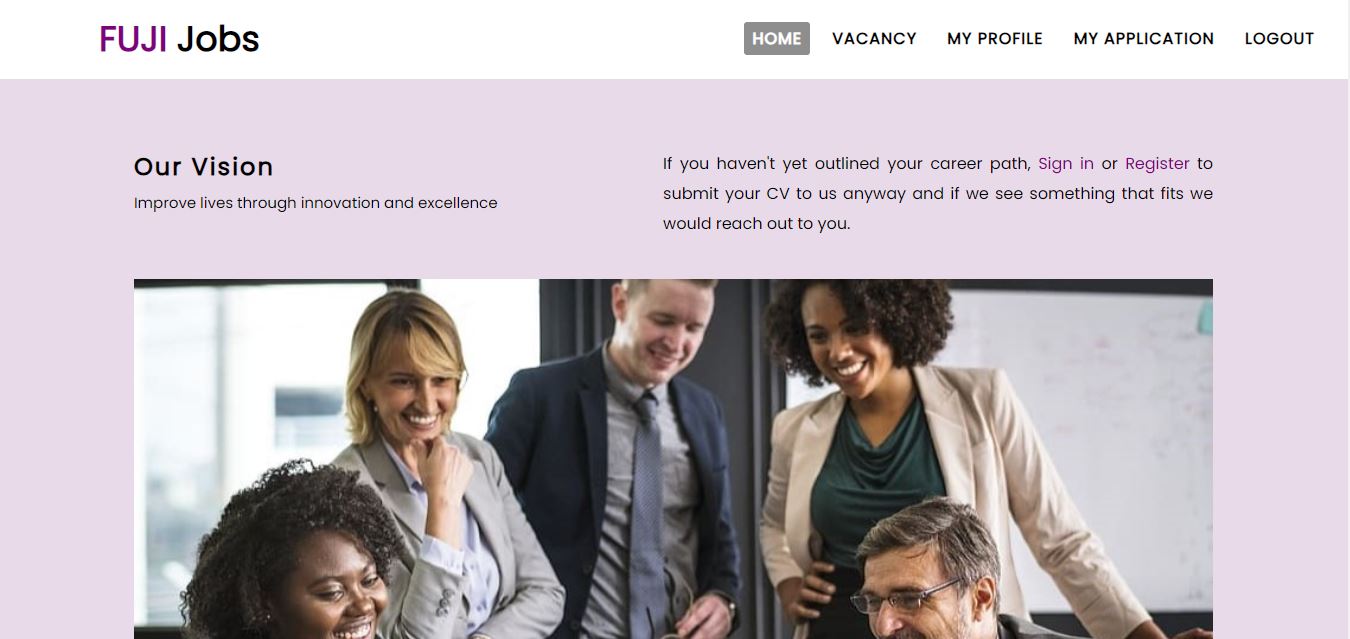 FUJI Jobs
HOME VACANCY MY PROFILE MY APPLICATION LOGOUT
Our Vision
Improve lives through innovation and excellence
If you haven't yet outlined your career path, Sign in or Register to
submit your CV to us anyway and if we see something that fits we
would reach out to you.